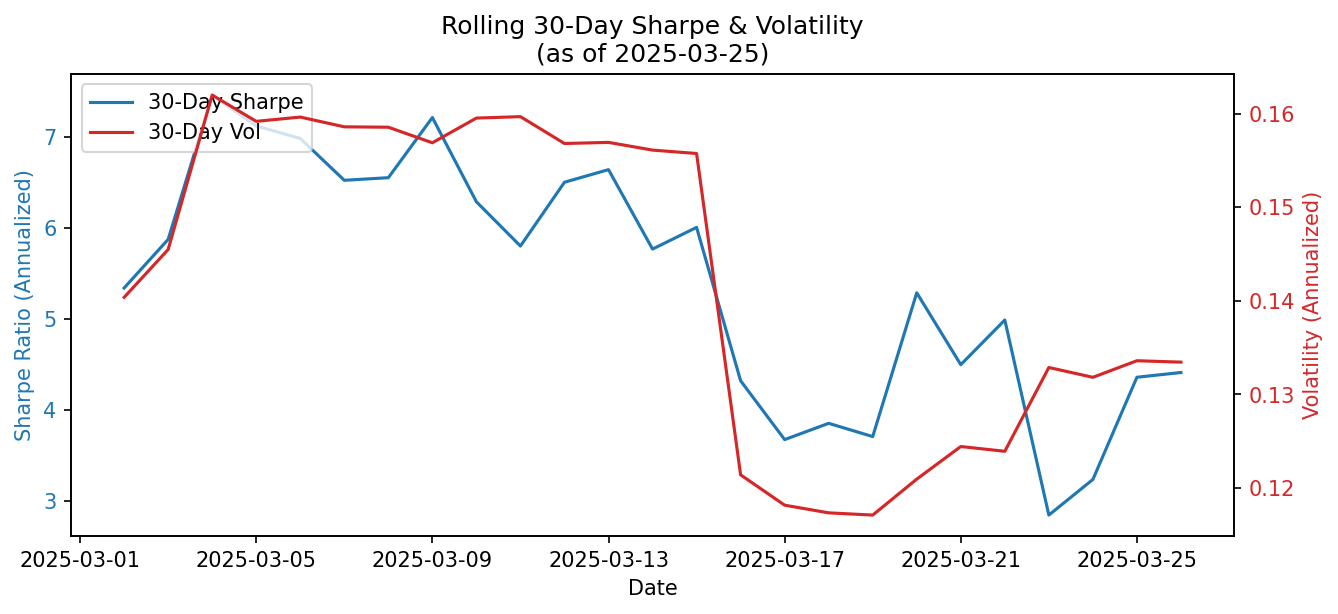 Rolling 30-Day Sharpe & Volatility
(as of 2025-03-25)
30-Day Sharpe
30-Day Vol
Sharpe Ratio (Annualized)
7
6
5
4
3
Volatility (Annualized)
0.16
0.15
0.14
0.13
0.12
2025-03-01 2025-03-05 2025-03-09 2025-03-13 2025-03-17 2025-03-21 2025-03-25
Date